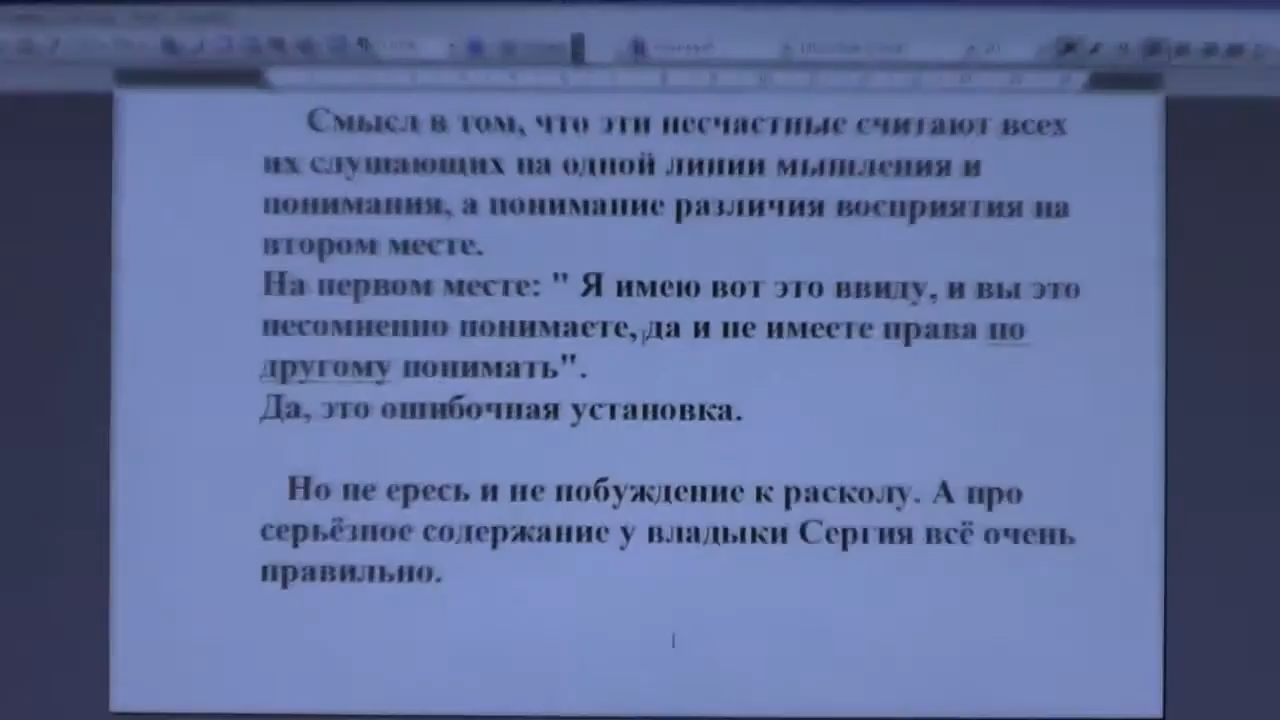 Смысл в том, что эти несчастные считают всех
их слушающих на одной линии мышления и
понимания, а понимание различия восприятия на
втором месте.
На первом месте: " Я имею вот это ввиду, и вы это
несомненно понимаете, да и не имеете права по
другому понимать".
Да, это ошибочная установка.
Но не ересь и не побуждение к расколу. А про
серьёзное содержание у владыки Сергия всё очень
правильно.